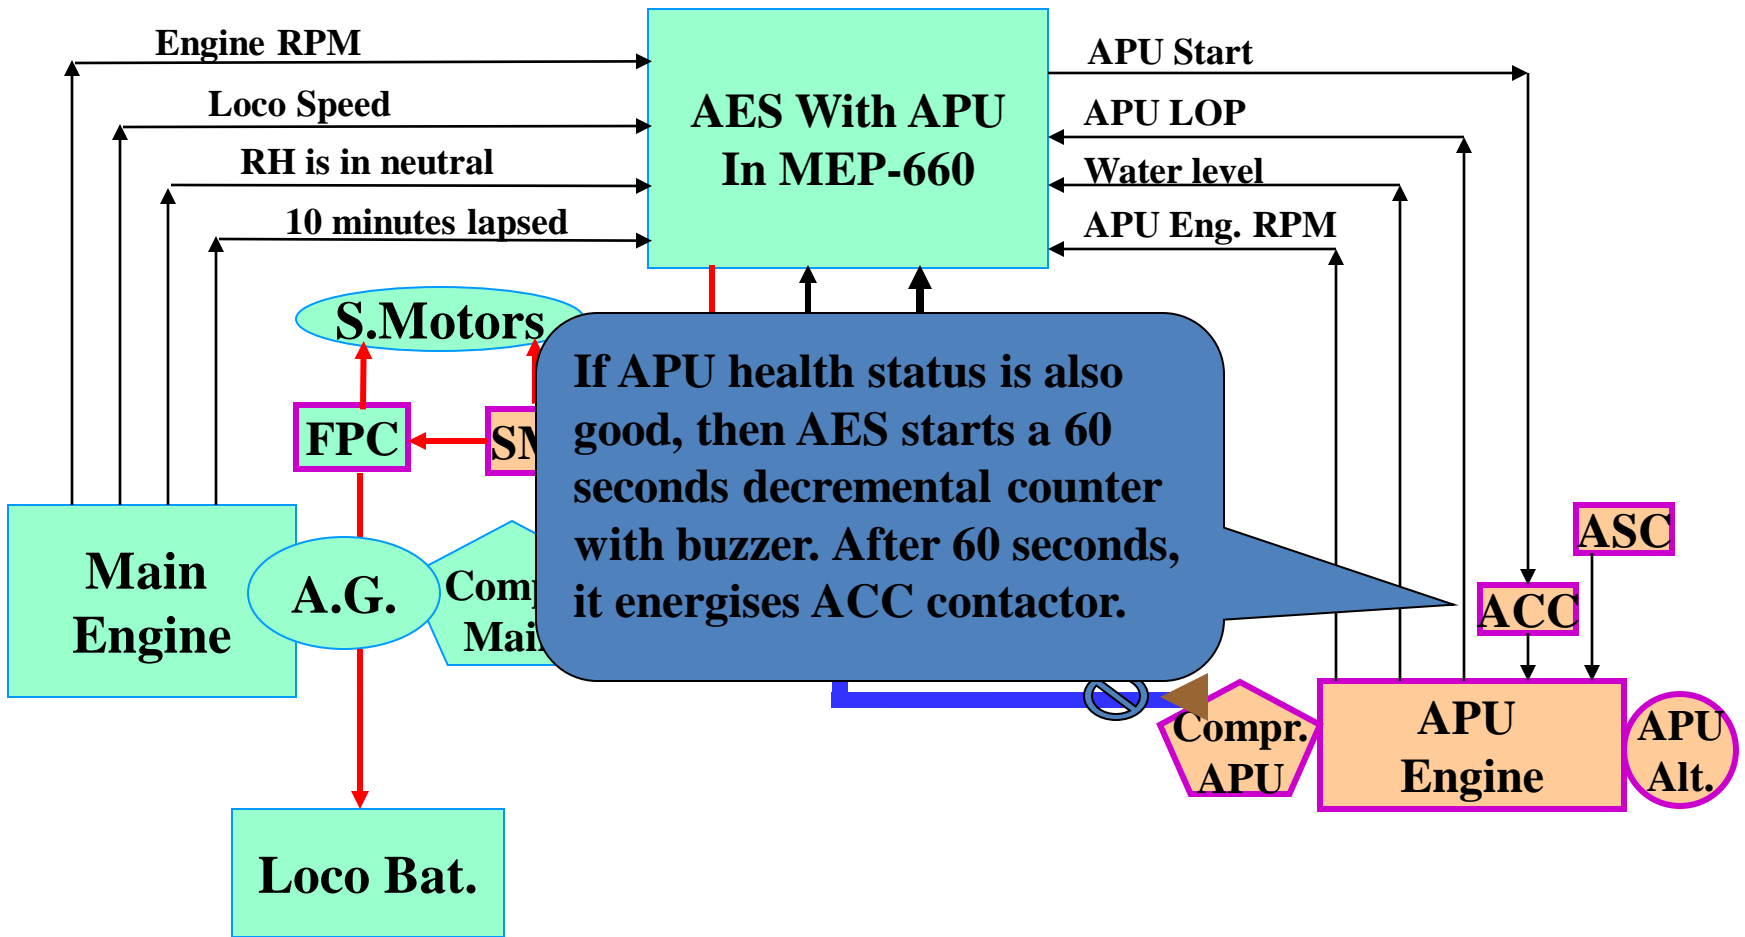 Engine RPM
Loco Speed
RH is in neutral
10 minutes lapsed
AES With APU
In MEP-660
APU Start
APU LOP
Water level
APU Eng. RPM
S.Motors
FPC
If APU health status is also
good, then AES starts a 60
seconds decremental counter
with buzzer. After 60 seconds,
it energises ACC contactor.
Main
Engine
A.G.
ASC
ACC
Compr.
APU
APU
Engine
APU
Alt.
Loco Bat.